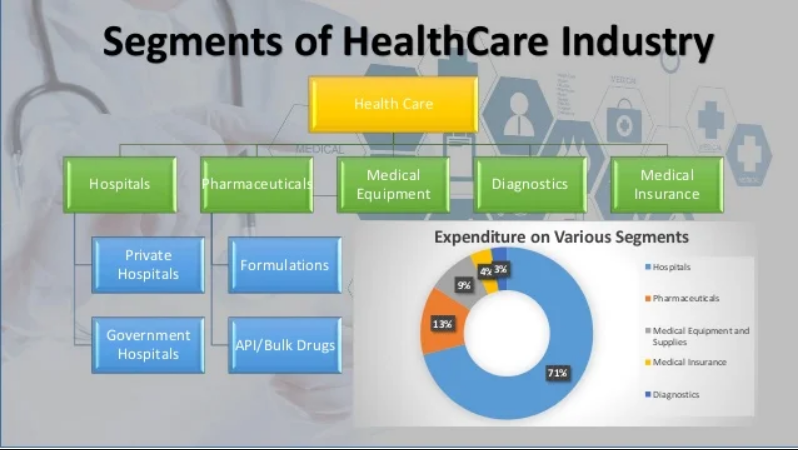 Segments of HealthCare Industry
Health Care
MEDICAL
Hospitals
Pharmaceuticals
Medical
Equipment
Diagnostics
Medical
Insurance
Private
Hospitals
Formulations
Government
Hospitals
API/Bulk Drugs
Expenditure on Various Segments
71%
13%
9%
4%
3%
Hospitals
Pharmaceuticals
Medical Equipment and
Supplies
Medical Insurance
Diagnostics